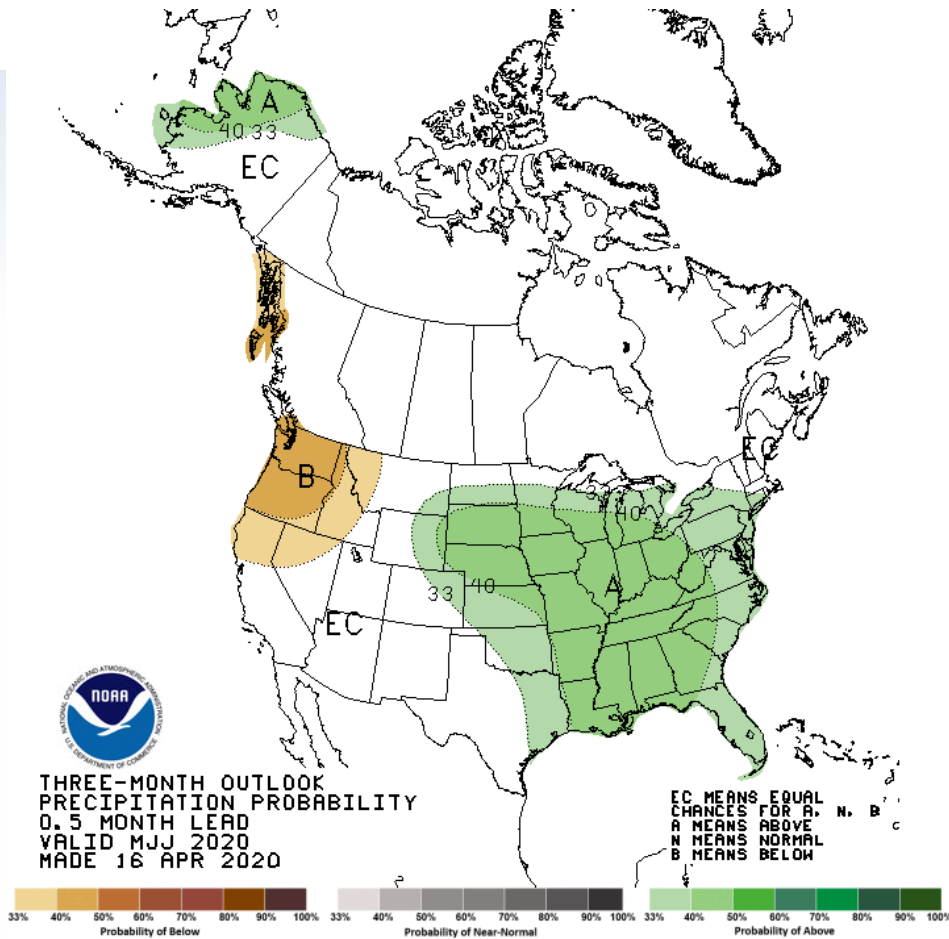 A
40 33
EC
EC
B
40
A
33
40
EC
NATIONAL OCEANIC AND ATMOSPHERIC ADMINISTRATION
NOAA
U.S. DEPARTMENT OF COMMERCE
THREE-MONTH OUTLOOK
PRECIPITATION PROBABILITY
0.5 MONTH LEAD
VALID MJJ 2020
MADE 16 APR 2020
EC MEANS EQUAL
CHANCES FOR A, N, B
A MEANS ABOVE
N MEANS NORMAL
B MEANS BELOW
33% 40% 50% 60% 70% 80% 90% 100%
Probability of Below
33% 40% 50% 60% 70% 80% 90% 100%
Probability of Near-Normal
33% 40% 50% 60% 70% 80% 90% 100%
Probability of Above